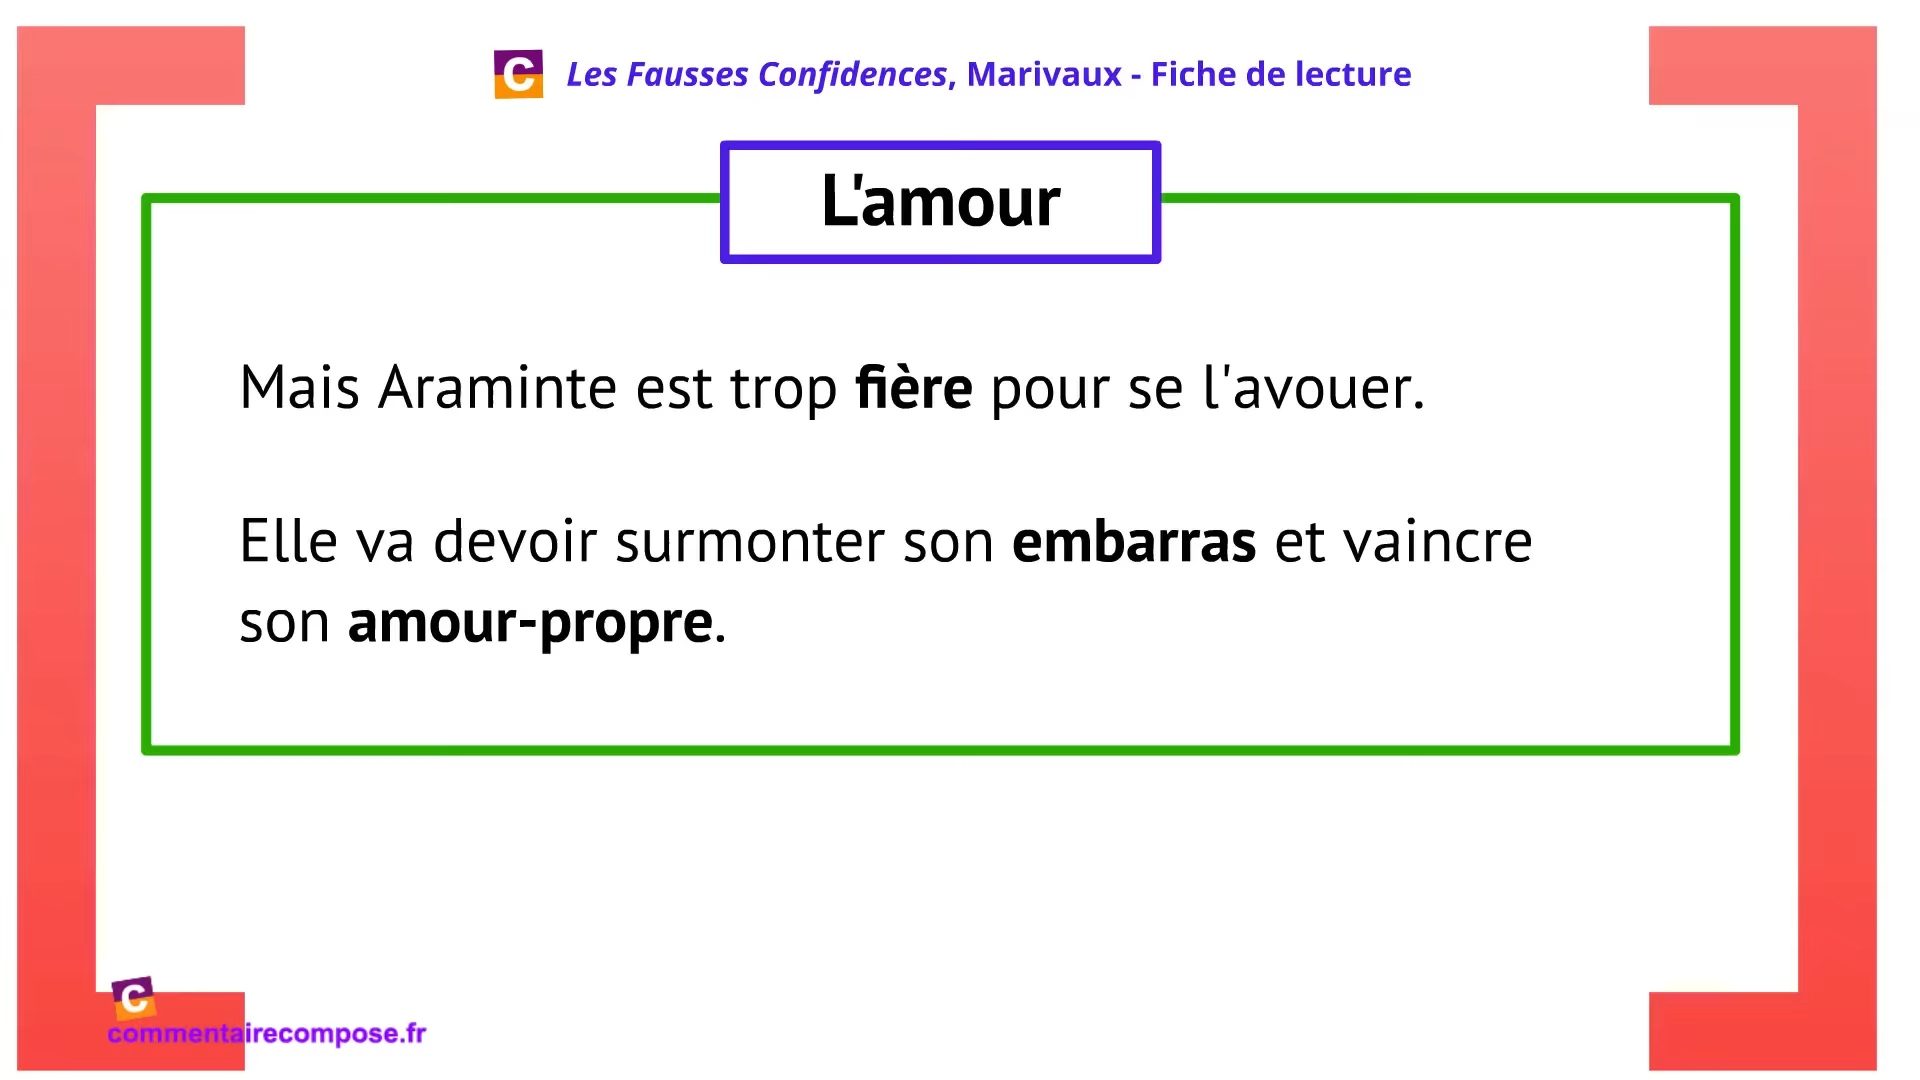 C Les Fausses Confidences, Marivaux - Fiche de lecture
L'amour
Mais Araminte est trop fière pour se l'avouer.
Elle va devoir surmonter son embarras et vaincre
son amour-propre.
C
commentairecompose.fr